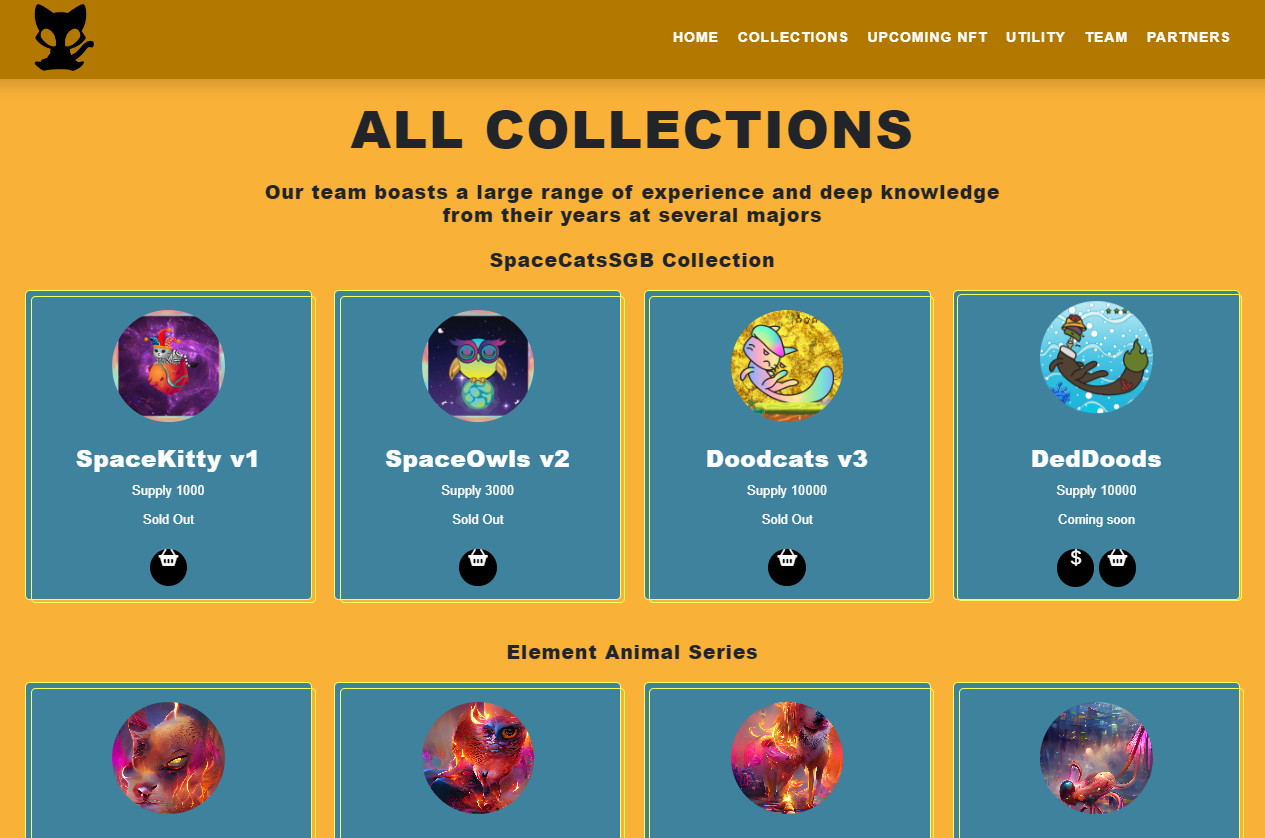 HOME COLLECTIONS UPCOMING NFT UTILITY TEAM PARTNERS
ALL COLLECTIONS
Our team boasts a large range of experience and deep knowledge
from their years at several majors
SpaceCatsSGB Collection
SpaceKitty v1
Supply 1000
Sold Out
SpaceOwls v2
Supply 3000
Sold Out
Doodcats v3
Supply 10000
Sold Out
DedDoods
Supply 10000
Coming soon
$
Element Animal Series